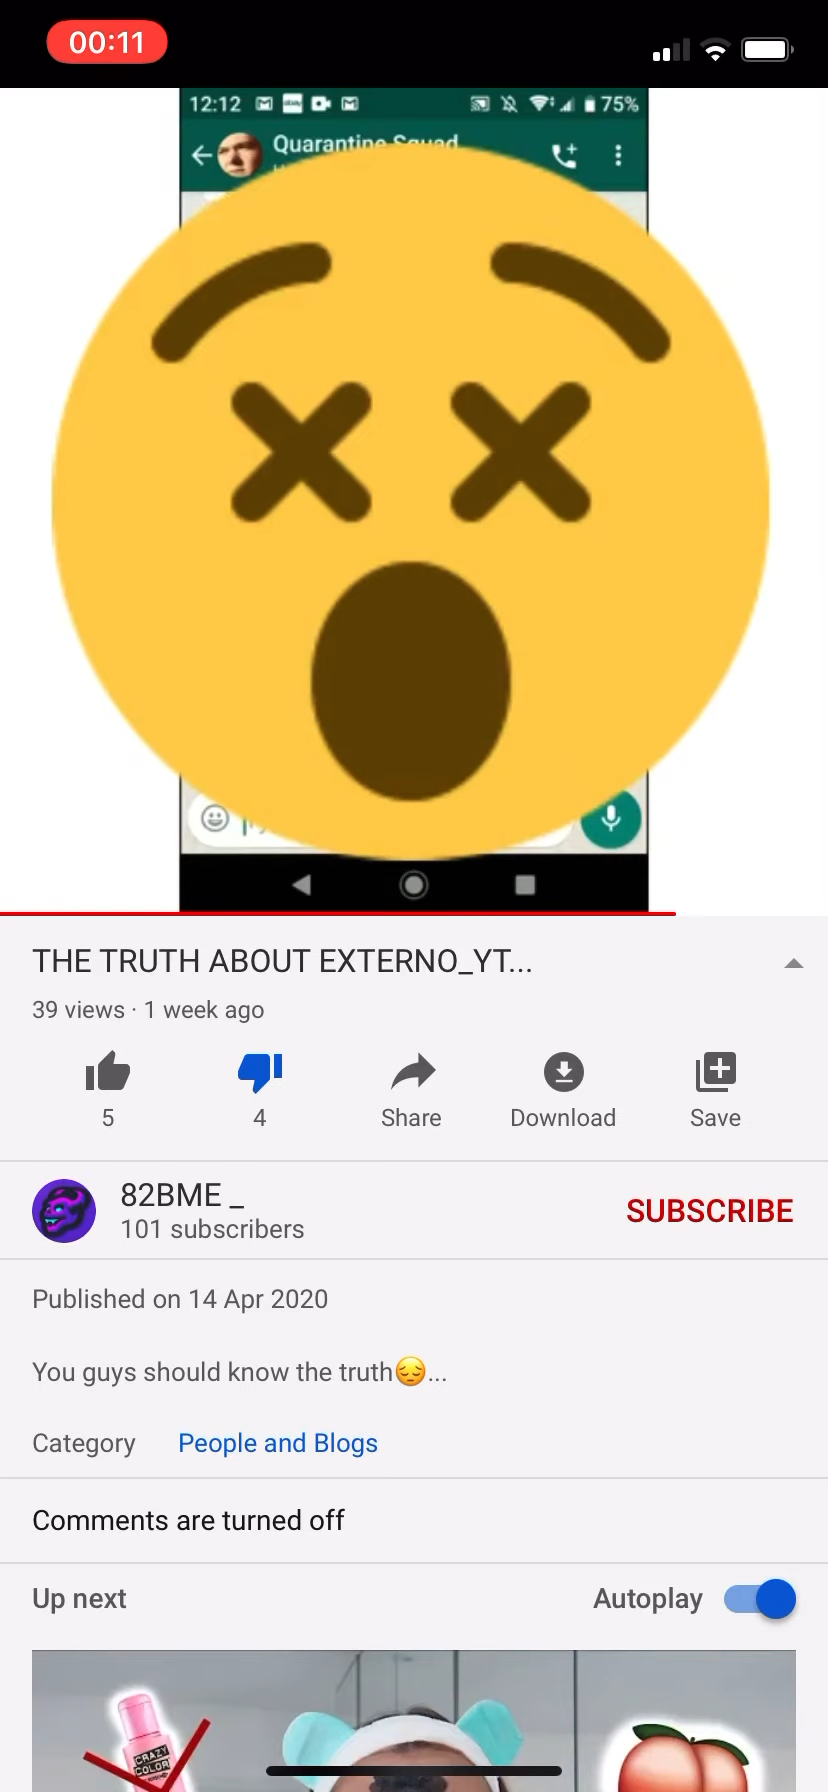 00:11
12:12
75%
Quarantine Squad
THE TRUTH ABOUT EXTERNO_YT...
39 views · 1 week ago
5
4
Share
Download
Save
82BME _
101 subscribers
SUBSCRIBE
Published on 14 Apr 2020
You guys should know the truth😔...
Category People and Blogs
Comments are turned off
Up next
Autoplay
CRAZY
COLOR